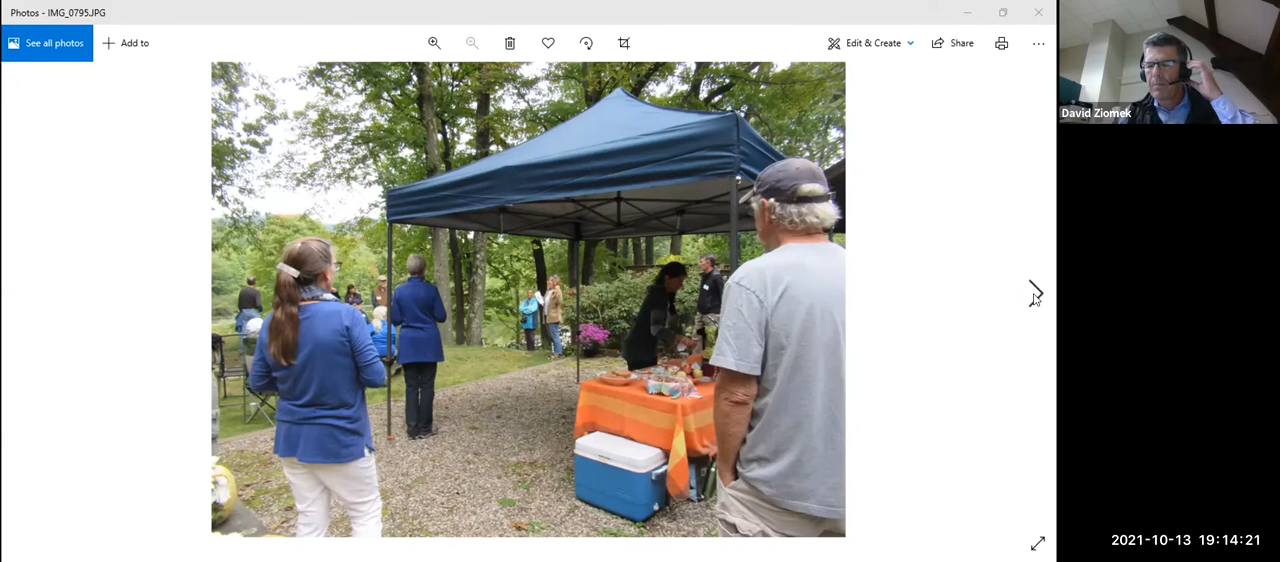 Photos - IMG_0795.JPG
See all photos
Add to
Edit & Create
Share
David Ziomek
2021-10-13 19:14:21